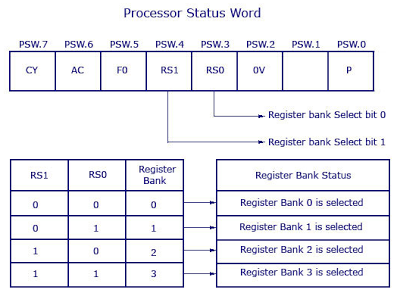 Processor Status Word
PSW.7 PSW.6 PSW.5 PSW.4 PSW.3 PSW.2 PSW.1 PSW.0
CY AC F0 RS1 RS0 0V P
Register bank Select bit 0
Register bank Select bit 1
RS1 RS0 Register Bank Register Bank Status
0 0 0 Register Bank 0 is selected
0 1 1 Register Bank 1 is selected
1 0 2 Register Bank 2 is selected
1 1 3 Register Bank 3 is selected